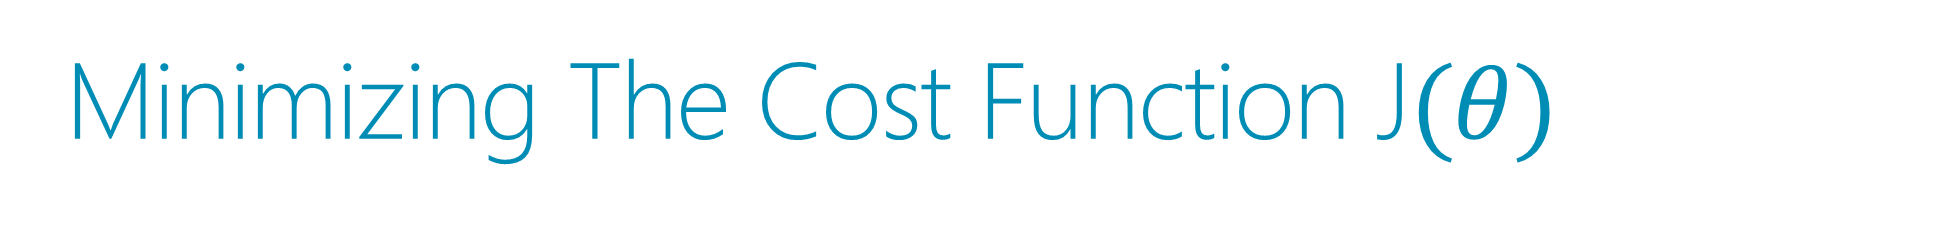 Minimizing The Cost Function J(𝜃)